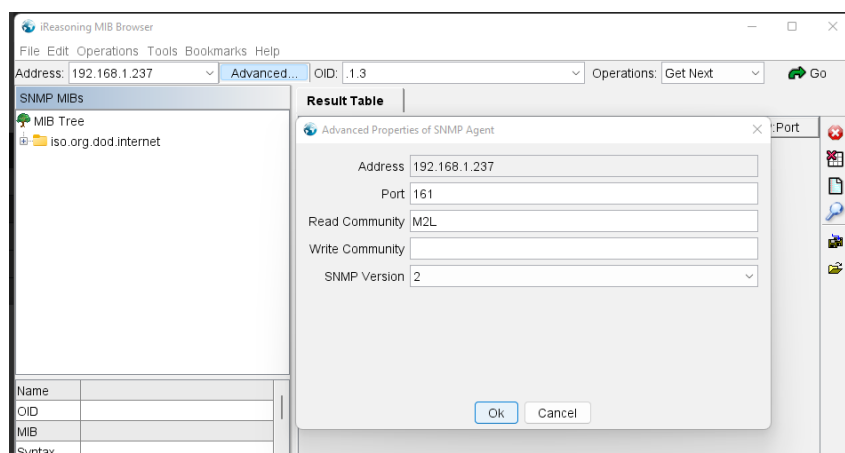 iReasoning MIB Browser
File Edit Operations Tools Bookmarks Help
Address: 192.168.1.237 Advanced... OID: .1.3 Operations: Get Next Go
SNMP MIBs
Result Table
MIB Tree
iso.org.dod.internet
Advanced Properties of SNMP Agent
:Port
Address 192.168.1.237
Port 161
Read Community M2L
Write Community
SNMP Version 2
Ok Cancel
Name
OID
MIB
Syntax